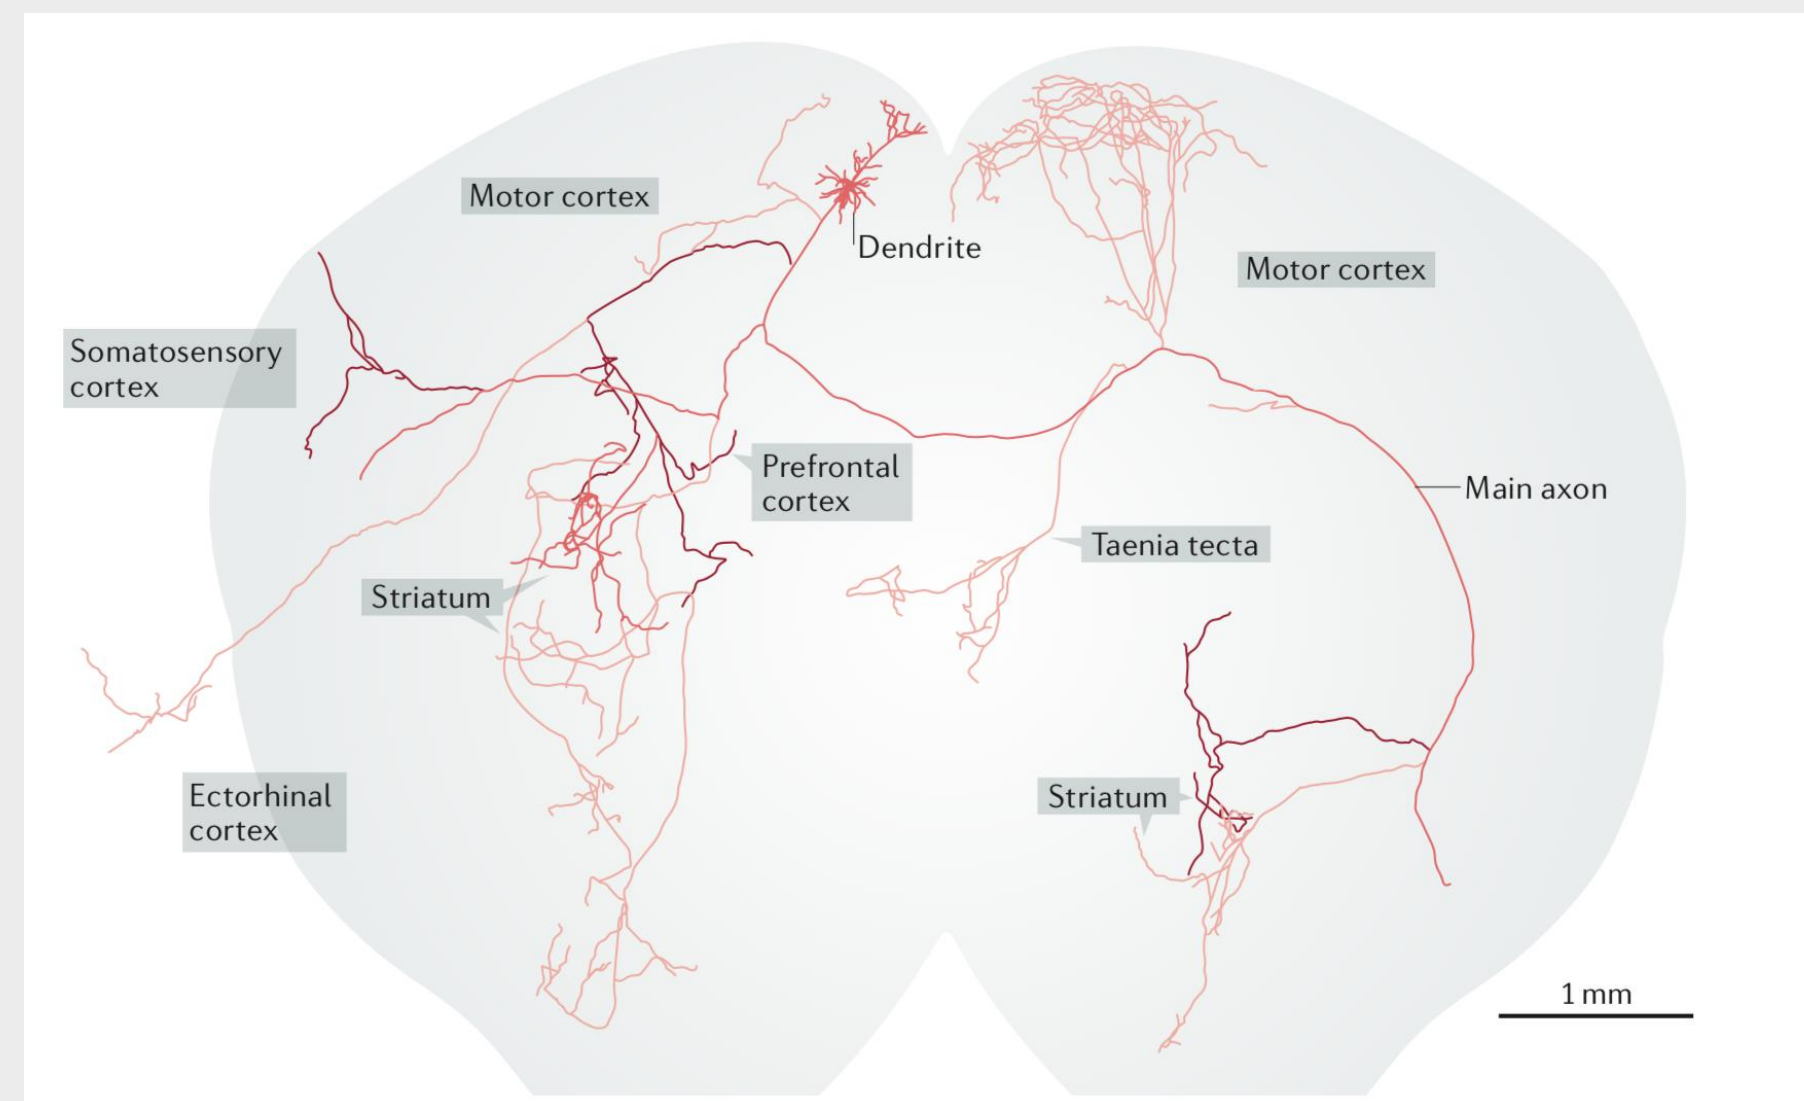 Motor cortex
Dendrite
Motor cortex
Somatosensory
cortex
Prefrontal
cortex
Main axon
Taenia tecta
Striatum
Ectorhinal
cortex
Striatum
1 mm